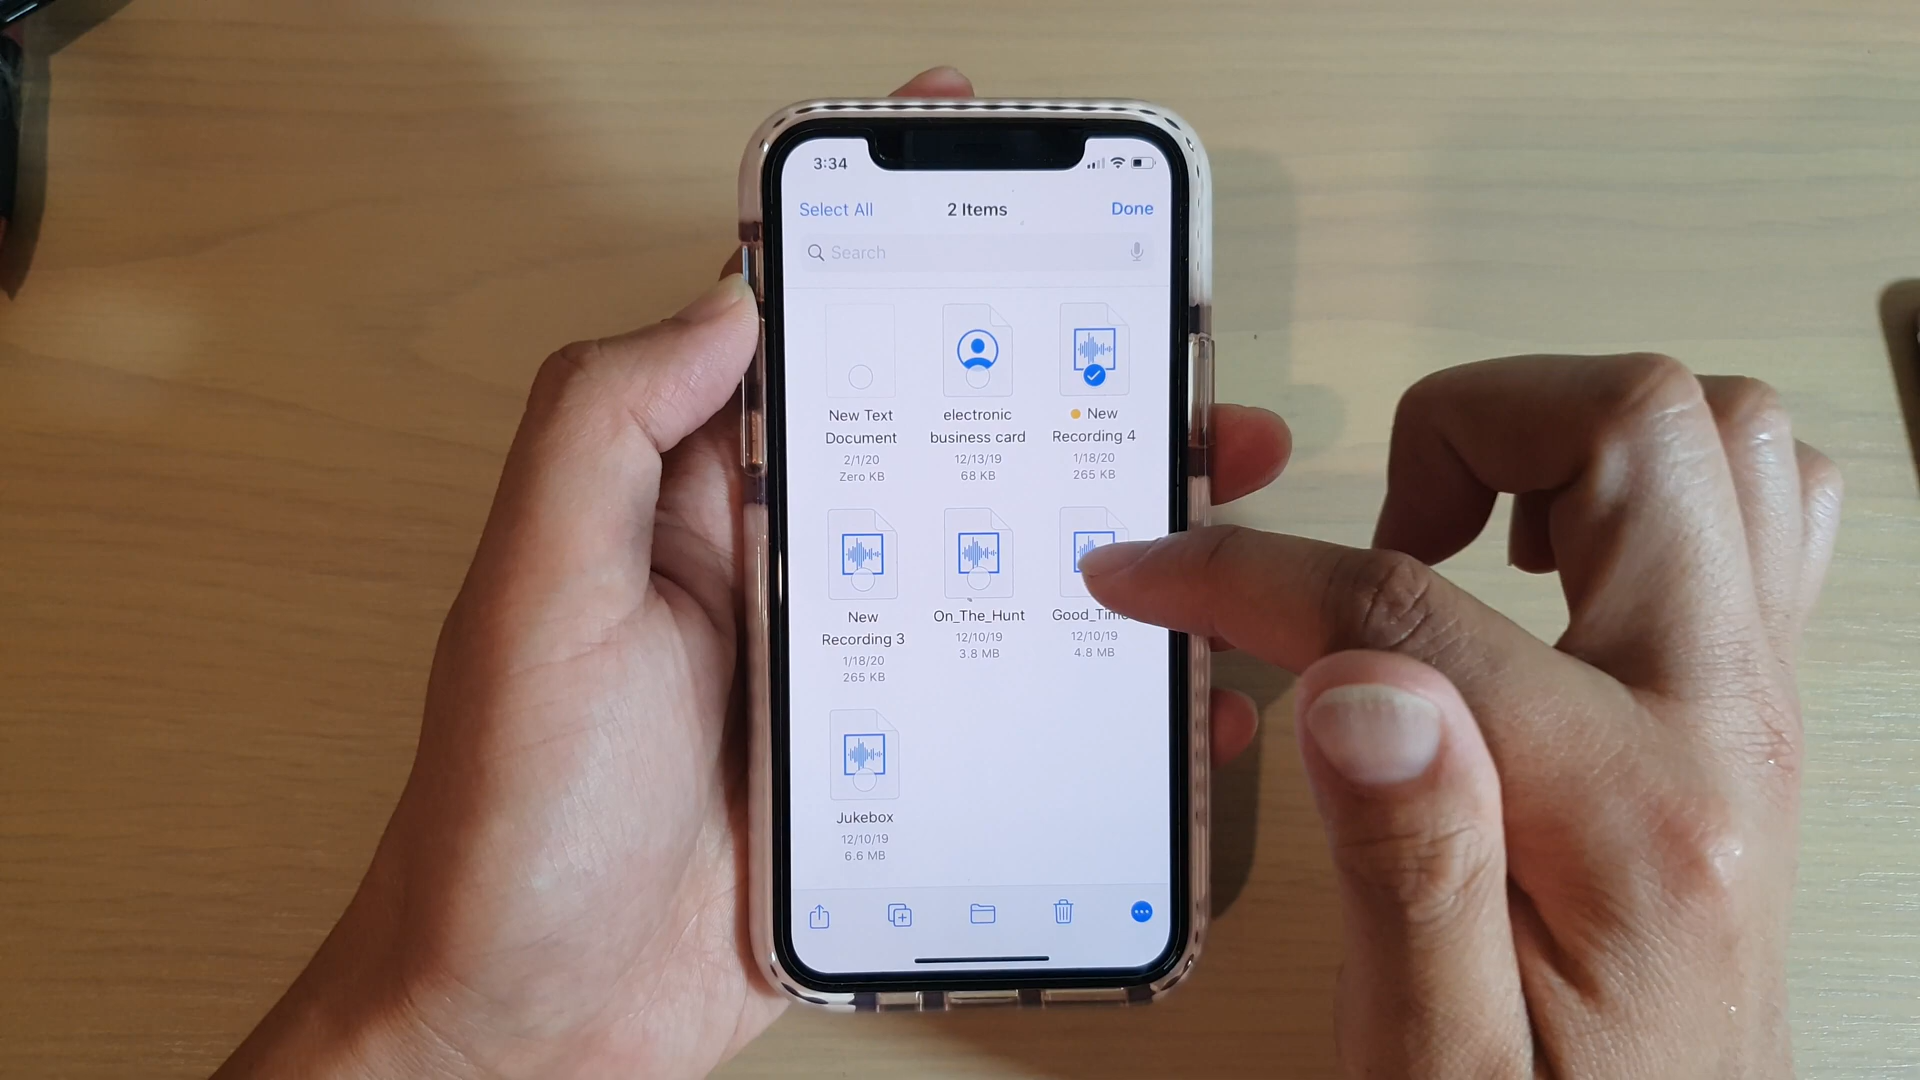 3:34
Select All 2 Items Done
Search
New Text
Document
2/1/20
Zero KB
electronic
business card
12/13/19
68 KB
New
Recording 4
1/18/20
265 KB
New
Recording 3
1/18/20
265 KB
On_The_Hunt
12/10/19
3.8 MB
Good_Time
12/10/19
4.8 MB
Jukebox
12/10/19
6.6 MB